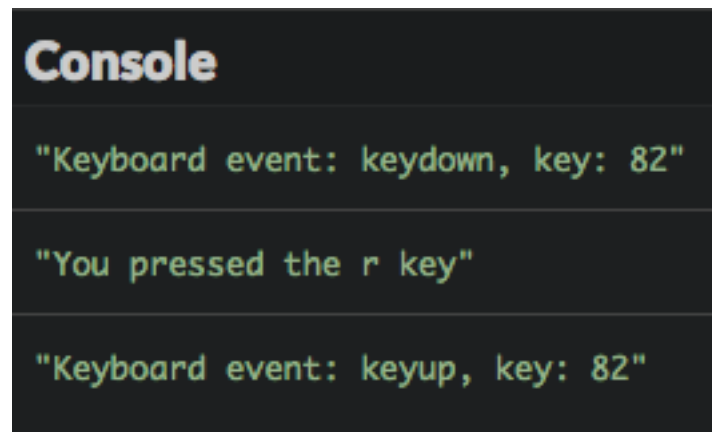 Console
"Keyboard event: keydown, key: 82"
"You pressed the r key"
"Keyboard event: keyup, key: 82"